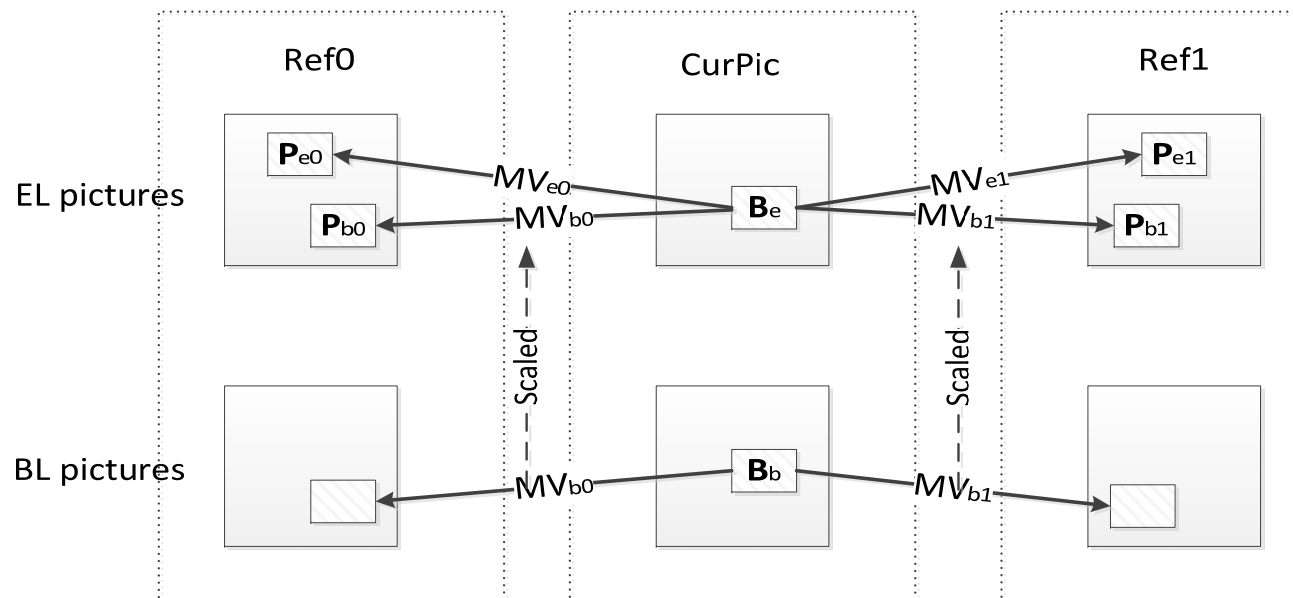 Ref0
CurPic
Ref1
EL pictures
Pe0
MVe0
MVe1
Pe1
Be
Pb0
MVb0
MVb1
Pb1
Scaled
Scaled
BL pictures
MVb0
Bb
MVb1